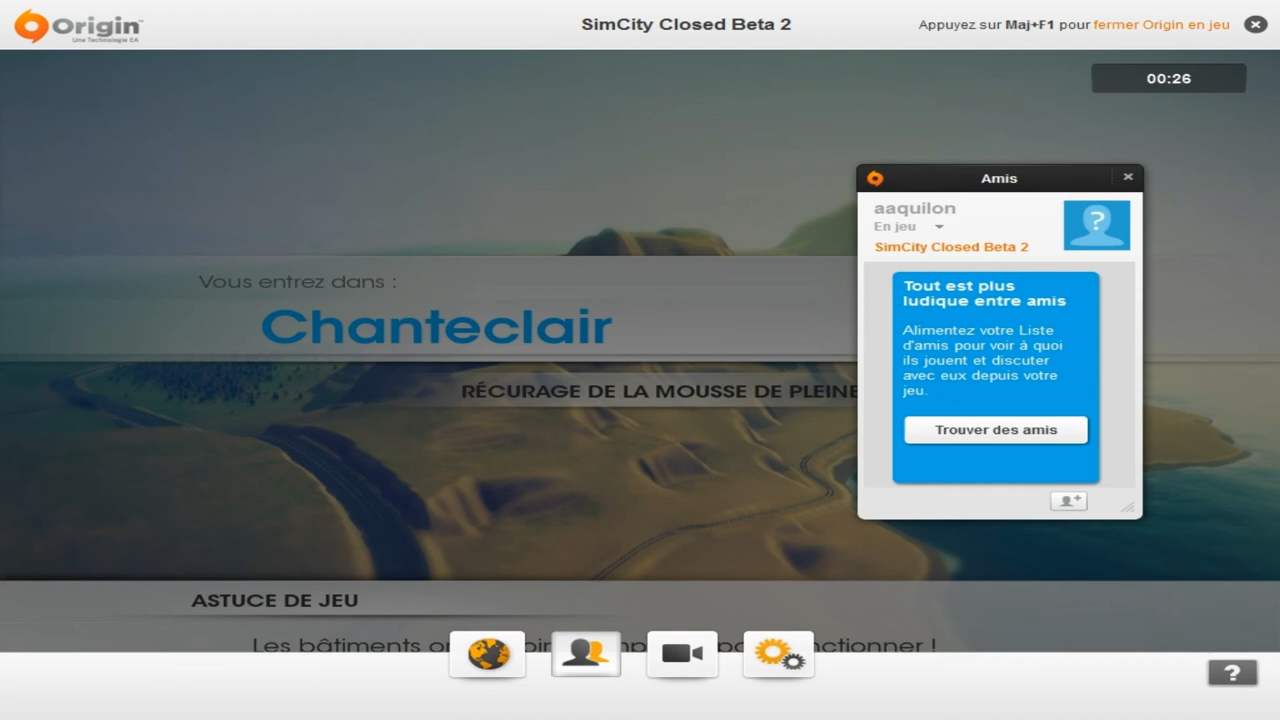 Origin™
Une Technologie EA
SimCity Closed Beta 2
Appuyez sur Maj+F1 pour fermer Origin en jeu
00:26
Amis
aaquilon
En jeu
SimCity Closed Beta 2
?
Tout est plus
ludique entre amis
Alimentez votre Liste
d'amis pour voir à quoi
ils jouent et discuter
avec eux depuis votre
jeu.
Trouver des amis
Vous entrez dans :
Chanteclair
RÉCURAGE DE LA MOUSSE DE PLEINE
ASTUCE DE JEU
Les bâtiments
!
?